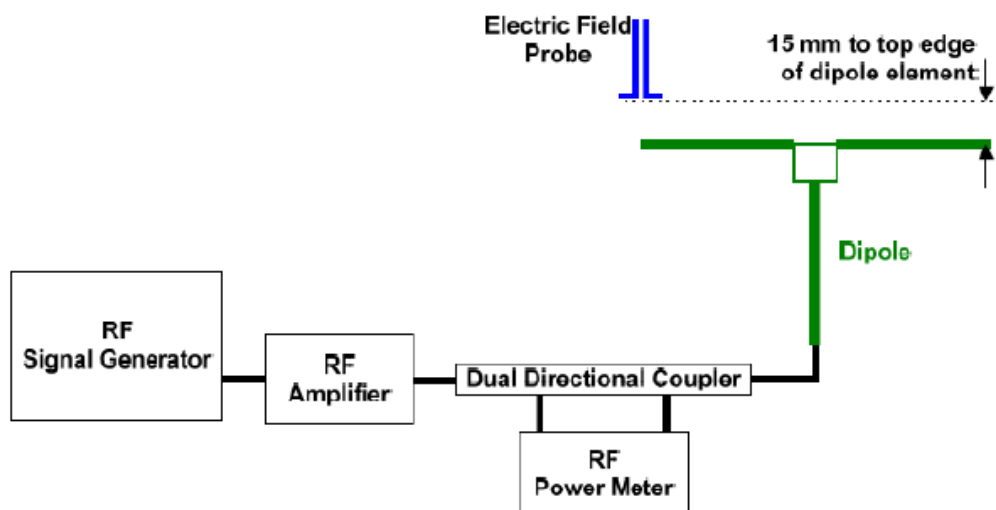 Electric Field
Probe
15 mm to top edge
of dipole element
Dipole
RF
Signal Generator
RF
Amplifier
Dual Directional Coupler
RF
Power Meter